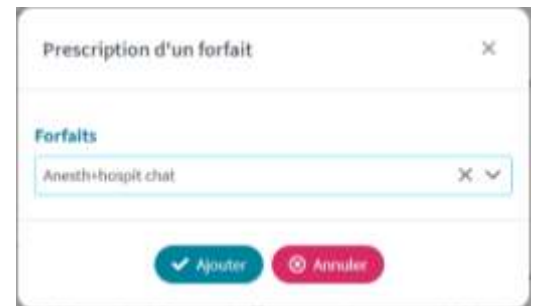 Prescription d'un forfait
Forfaits
Anesth+hospit chat
Ajouter
Annuler